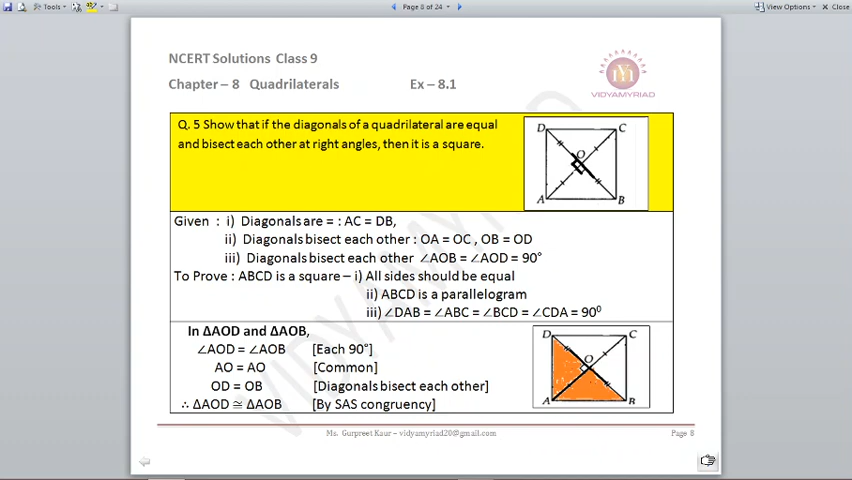 Tools
Page 8 of 24
View Options
Close
NCERT Solutions Class 9
Chapter – 8 Quadrilaterals Ex – 8.1
VIDYAMYRIAD
Q. 5 Show that if the diagonals of a quadrilateral are equal
and bisect each other at right angles, then it is a square.
D C
O
A B
Given : i) Diagonals are = : AC = DB,
ii) Diagonals bisect each other : OA = OC , OB = OD
iii) Diagonals bisect each other ∠AOB = ∠AOD = 90°
To Prove : ABCD is a square – i) All sides should be equal
ii) ABCD is a parallelogram
iii) ∠DAB = ∠ABC = ∠BCD = ∠CDA = 90⁰
In ΔAOD and ΔAOB,
∠AOD = ∠AOB [Each 90°]
AO = AO [Common]
OD = OB [Diagonals bisect each other]
∴ ΔAOD ≅ ΔAOB [By SAS congruency]
D C
O
A B
VIDYAMYRIAD
Ms. Gurpreet Kaur – vidyamyriad20@gmail.com Page 8